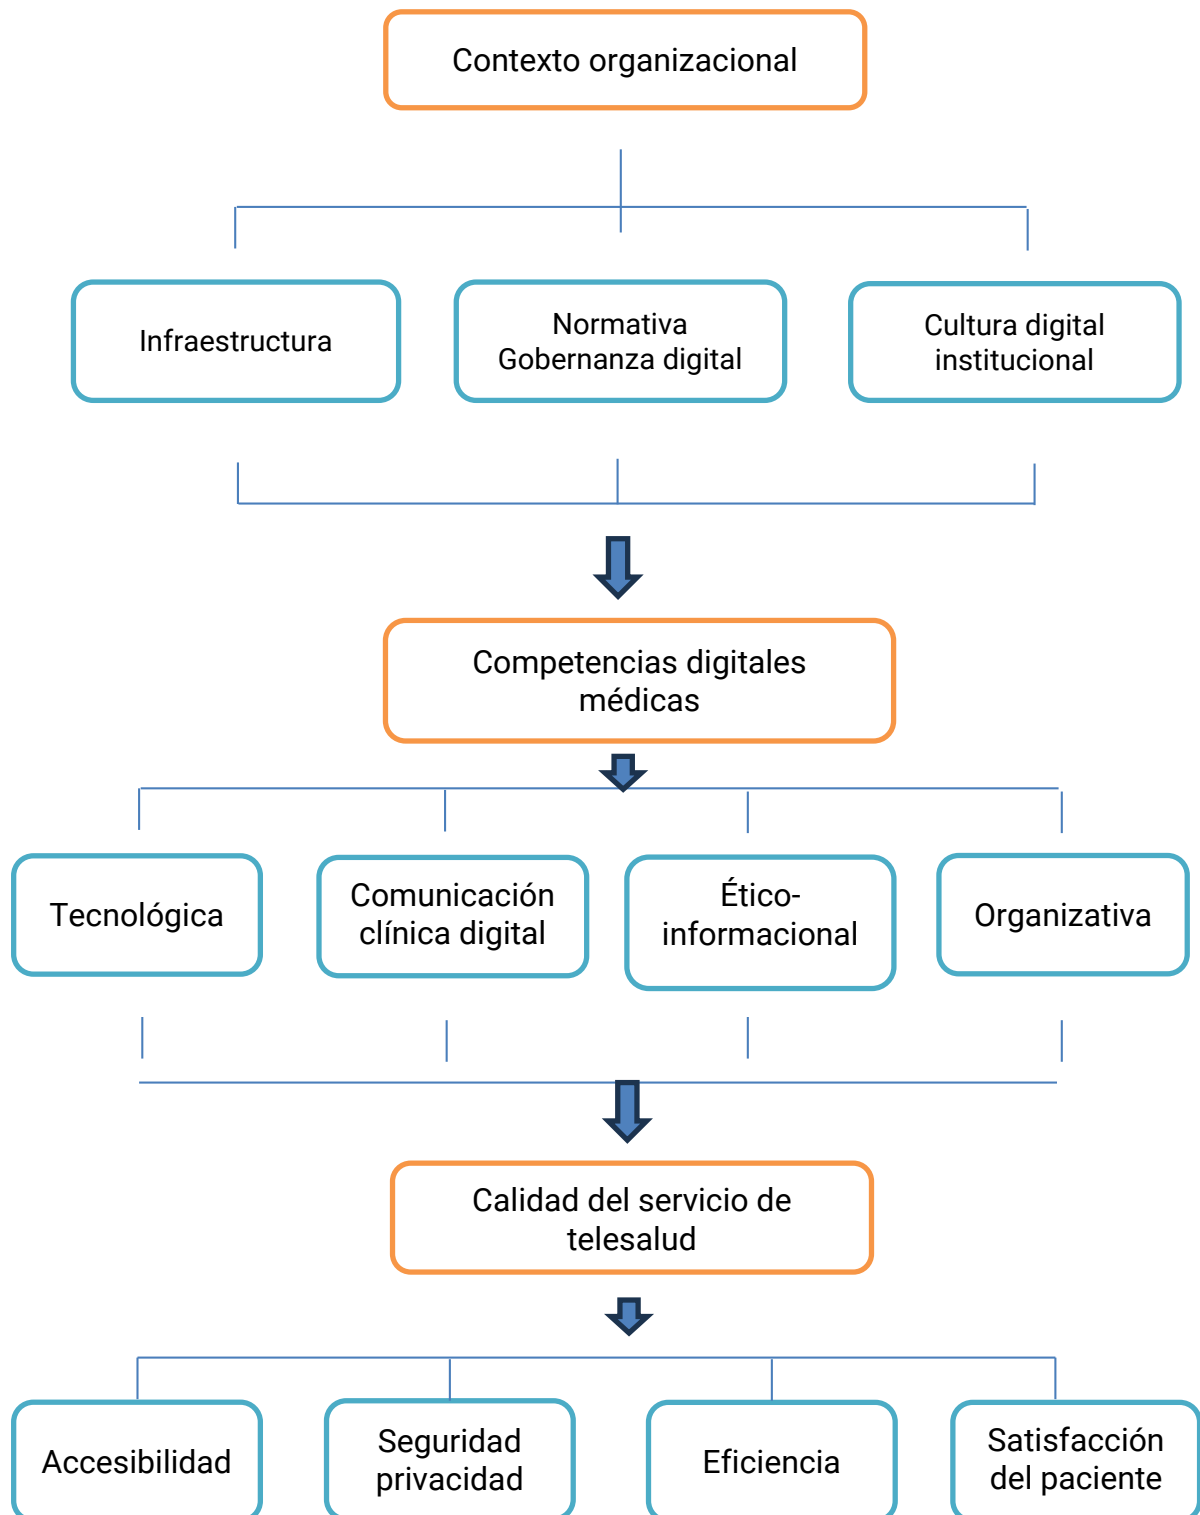 Contexto organizacional
Infraestructura
Normativa
Gobernanza digital
Cultura digital
institucional
Competencias digitales
médicas
Tecnológica
Comunicación
clínica digital
Ético-
informacional
Organizativa
Calidad del servicio de
telesalud
Accesibilidad
Seguridad
privacidad
Eficiencia
Satisfacción
del paciente